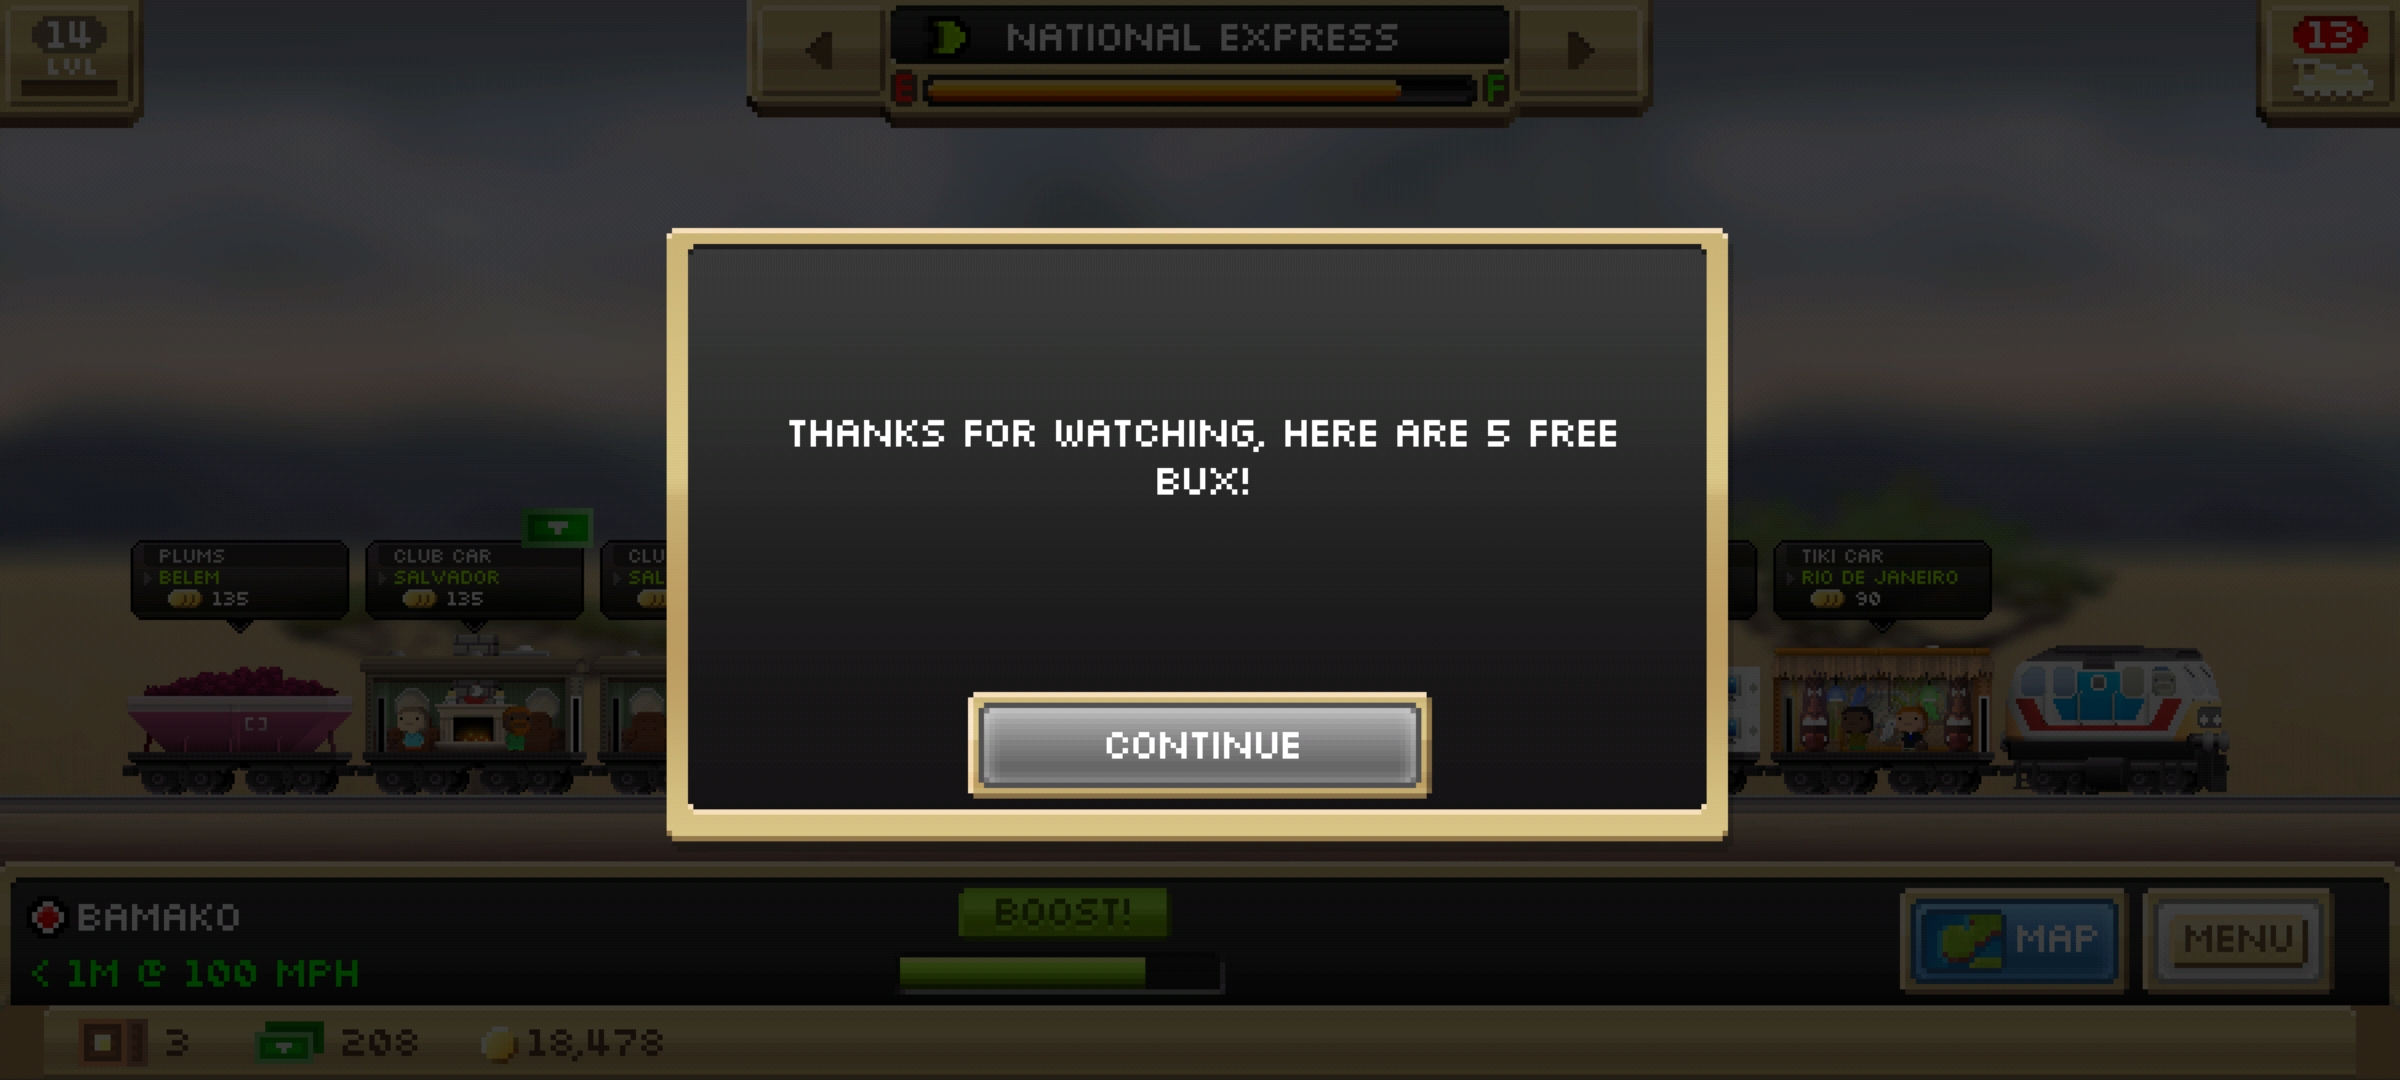 14
LVL
NATIONAL EXPRESS
E
F
13
THANKS FOR WATCHING, HERE ARE 5 FREE
BUX!
CONTINUE
PLUMS
BELEM
135
CLUB CAR
SALVADOR
135
TIKI CAR
RIO DE JANEIRO
90
BAMAKO
< 1M @ 100 MPH
BOOST!
MAP
MENU
3
208
18,478